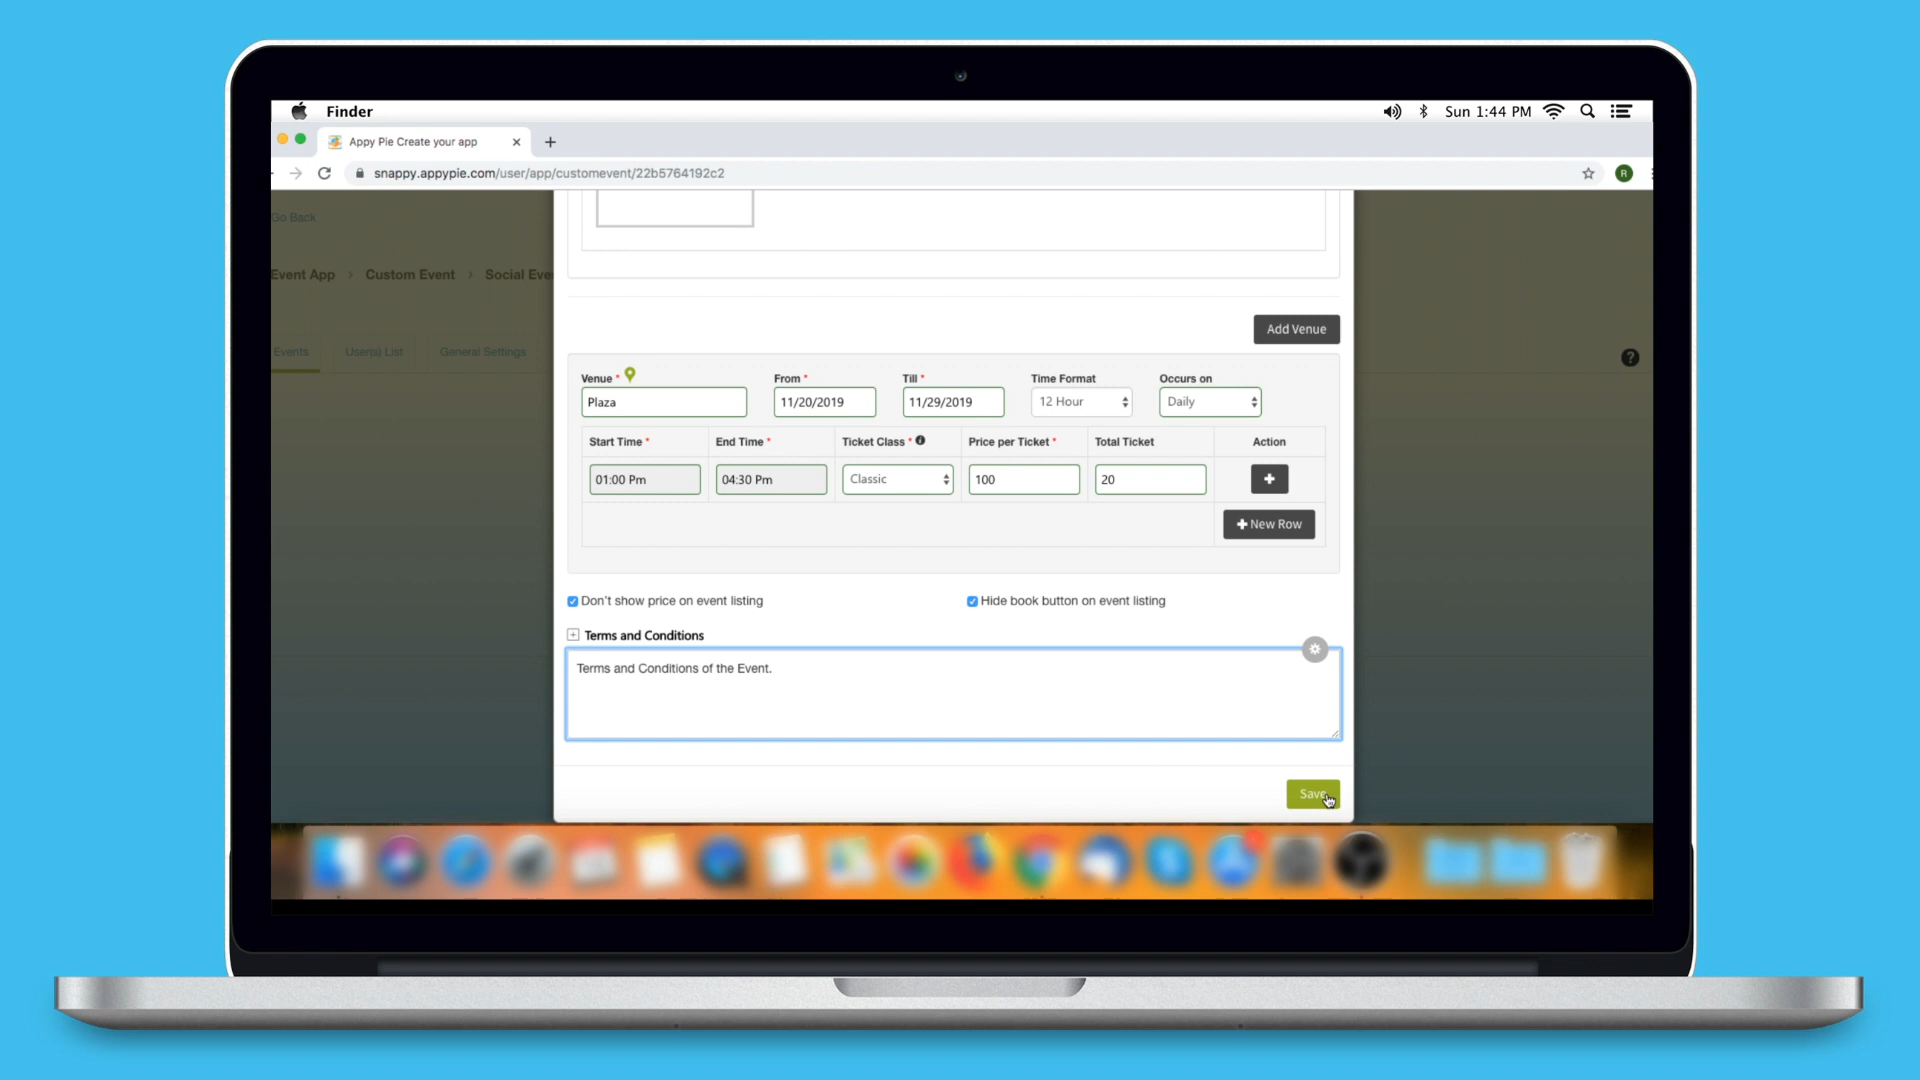 Finder
Sun 1:44 PM
Appy Pie Create your app
snappy.appypie.com/user/app/customevent/22b5764192c2
R
Go Back
Event App > Custom Event > Social Eve
Events User(s) List General Settings
?
Add Venue
Venue * From * Till * Time Format Occurs on
Plaza 11/20/2019 11/29/2019 12 Hour Daily
Start Time * End Time * Ticket Class * Price per Ticket * Total Ticket Action
01:00 Pm 04:30 Pm Classic 100 20
New Row
Don't show price on event listing Hide book button on event listing
Terms and Conditions
Terms and Conditions of the Event.
Save